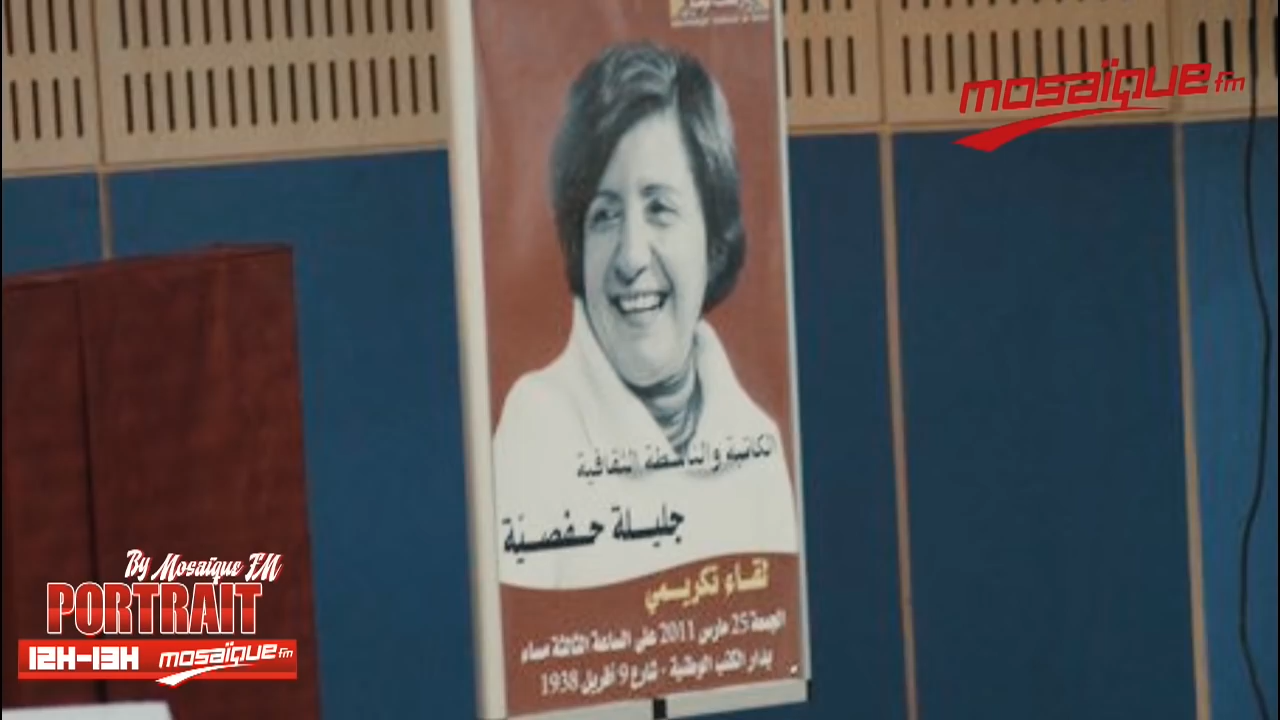 mosaïque fm
الكاتبة والناشطة الثقافية
جليلة حفصيّة
لقاء تكريمي
الجمعة 25 مارس 2011 على الساعة الثالثة مساء
بدار الكتب الوطنية - شارع 9 أفريل 1938
By Mosaïque FM
PORTRAIT
12H-13H mosaïque fm